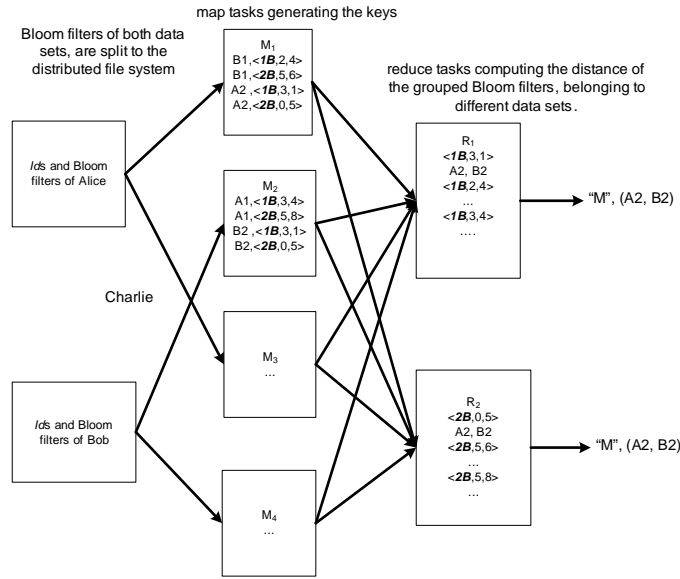 map tasks generating the keys
Bloom filters of both data
sets, are split to the
distributed file system
reduce tasks computing the distance of
the grouped Bloom filters, belonging to
different data sets.
Ids and Bloom
filters of Alice
Charlie
Ids and Bloom
filters of Bob
M1
B1,<1B,2,4>
B1,<2B,5,6>
A2 ,<1B,3,1>
A2,<2B,0,5>
M2
A1,<1B,3,4>
A1,<2B,5,8>
B2 ,<1B,3,1>
B2,<2B,0,5>
M3
...
M4
...
R1
<1B,3,1>
A2, B2
<1B,2,4>
...
<1B,3,4>
....
R2
<2B,0,5>
A2, B2
<2B,5,6>
...
<2B,5,8>
...
“M”, (A2, B2)
“M”, (A2, B2)